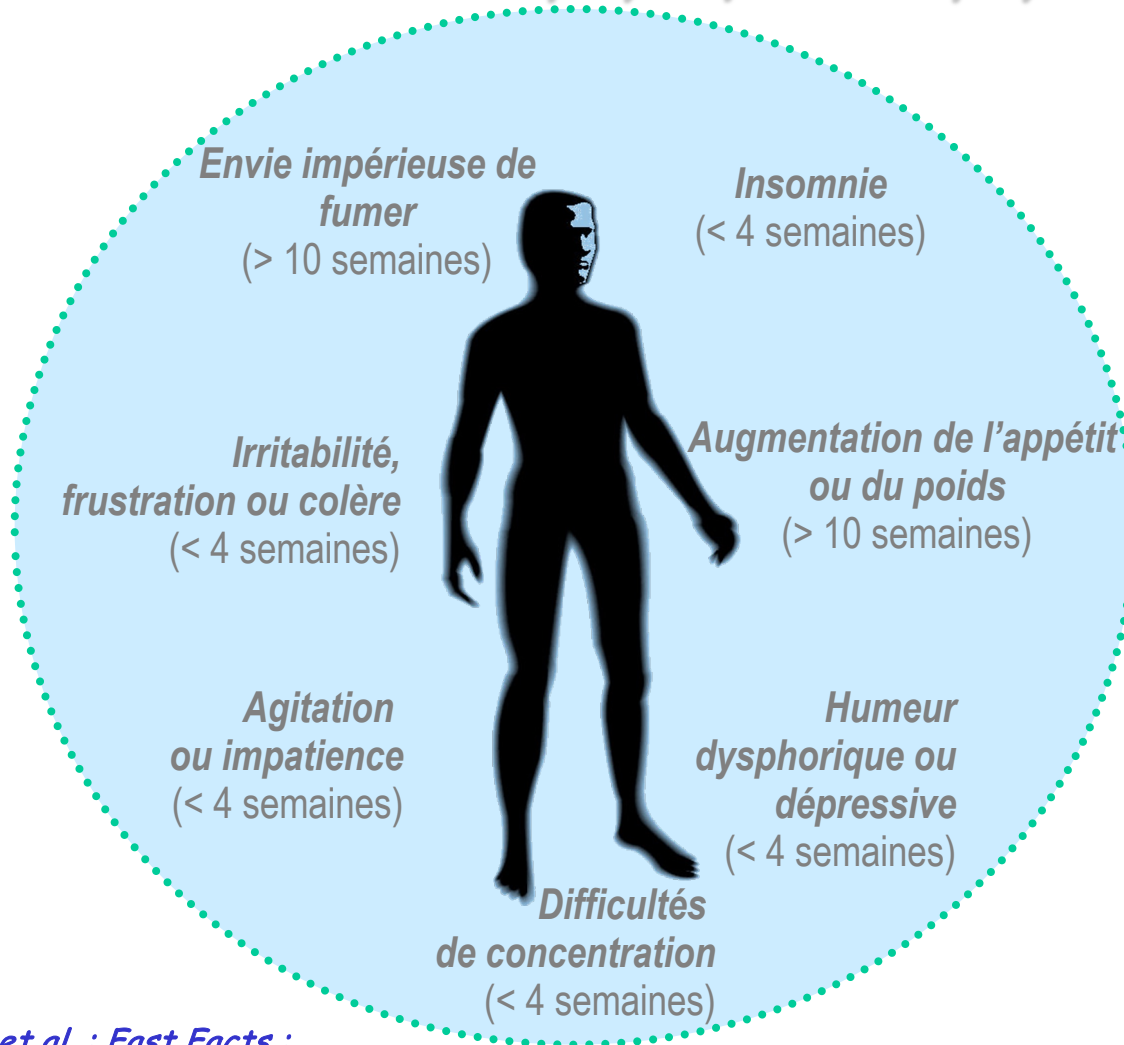 Envie impérieuse de
fumer
(> 10 semaines)
Insomnie
(< 4 semaines)
Irritabilité,
frustration ou colère
(< 4 semaines)
Augmentation de l’appétit
ou du poids
(> 10 semaines)
Agitation
ou impatience
(< 4 semaines)
Humeur
dysphorique ou
dépressive
(< 4 semaines)
Difficultés
de concentration
(< 4 semaines)
et al. : Fast Facts :